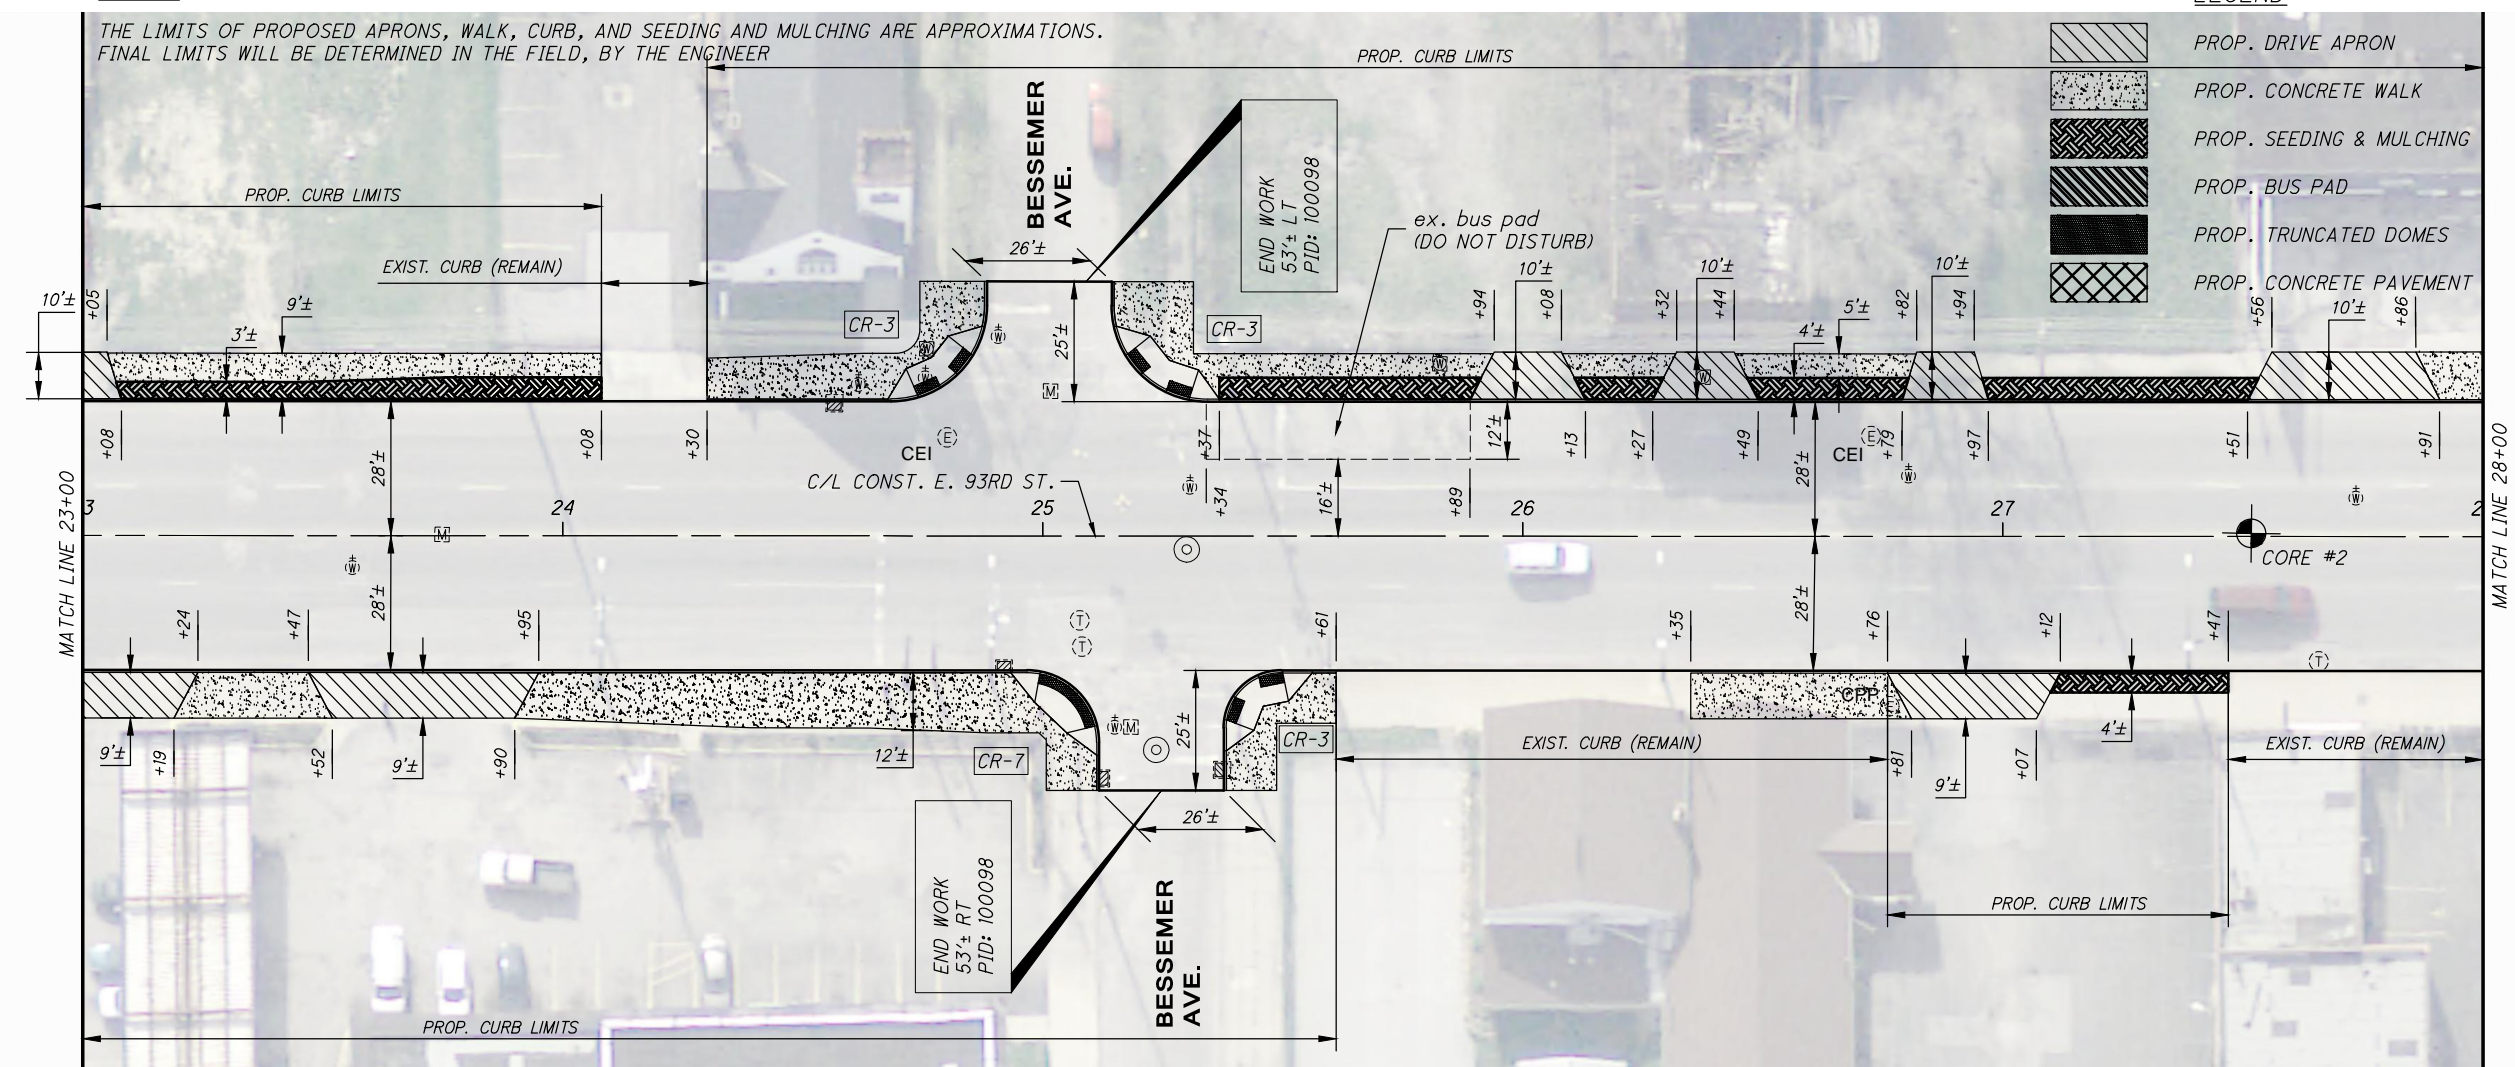 LEGEND
THE LIMITS OF PROPOSED APRONS, WALK, CURB, AND SEEDING AND MULCHING ARE APPROXIMATIONS.
FINAL LIMITS WILL BE DETERMINED IN THE FIELD, BY THE ENGINEER
PROP. CURB LIMITS
PROP. DRIVE APRON
PROP. CONCRETE WALK
PROP. SEEDING & MULCHING
PROP. BUS PAD
PROP. TRUNCATED DOMES
PROP. CONCRETE PAVEMENT
BESSEMER
AVE.
END WORK
53'± LT
PID: 100098
PROP. CURB LIMITS
ex. bus pad
(DO NOT DISTURB)
EXIST. CURB (REMAIN)
26'±
10'±
+05
9'±
3'±
CR-3
25'±
CR-3
+94
10'±
+08
+32
10'±
+44
4'±
5'±
+82
10'±
+94
+56
10'±
+86
W
W
W
W
W
W
M
+08
28'±
+08
+30
CEI
E
+37
12'±
+13
+27
+49
28'±
CEI
E
+79
+97
+51
+91
C/L CONST. E. 93RD ST.
W
+34
16'±
+89
W
W
MATCH LINE 23+00
3
24
25
26
27
2
MATCH LINE 28+00
M
W
CORE #2
28'±
28'±
+24
+47
+95
T
T
+61
+35
+76
+12
+47
T
CPP
E
W
M
9'±
+19
+52
9'±
+90
12'±
CR-7
25'±
CR-3
EXIST. CURB (REMAIN)
+81
9'±
+07
4'±
EXIST. CURB (REMAIN)
26'±
END WORK
53'± RT
PID: 100098
BESSEMER
AVE.
PROP. CURB LIMITS
PROP. CURB LIMITS